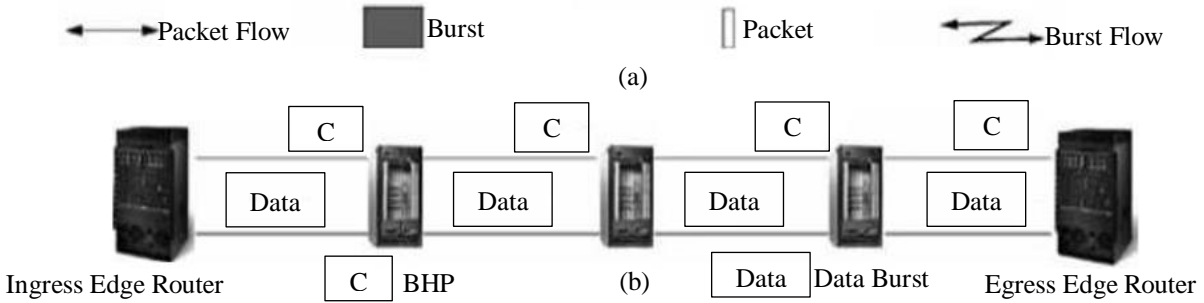 Packet Flow Burst Packet Burst Flow
(a)
C C C C
Data Data Data Data
Ingress Edge Router C BHP (b) Data Data Burst Egress Edge Router